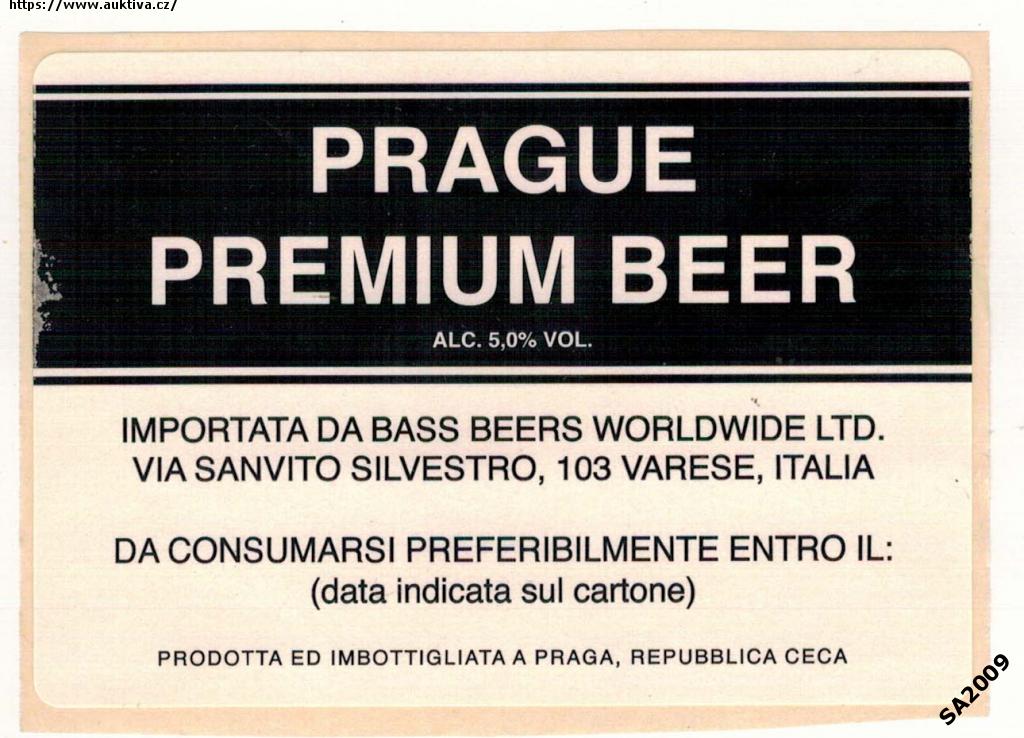 https://www.auktiva.cz/
PRAGUE
PREMIUM BEER
ALC. 5,0% VOL.
IMPORTATA DA BASS BEERS WORLDWIDE LTD.
VIA SANVITO SILVESTRO, 103 VARESE, ITALIA
DA CONSUMARSI PREFERIBILMENTE ENTRO IL:
(data indicata sul cartone)
PRODOTTA ED IMBOTTIGLIATA A PRAGA, REPUBBLICA CECA
SA2009